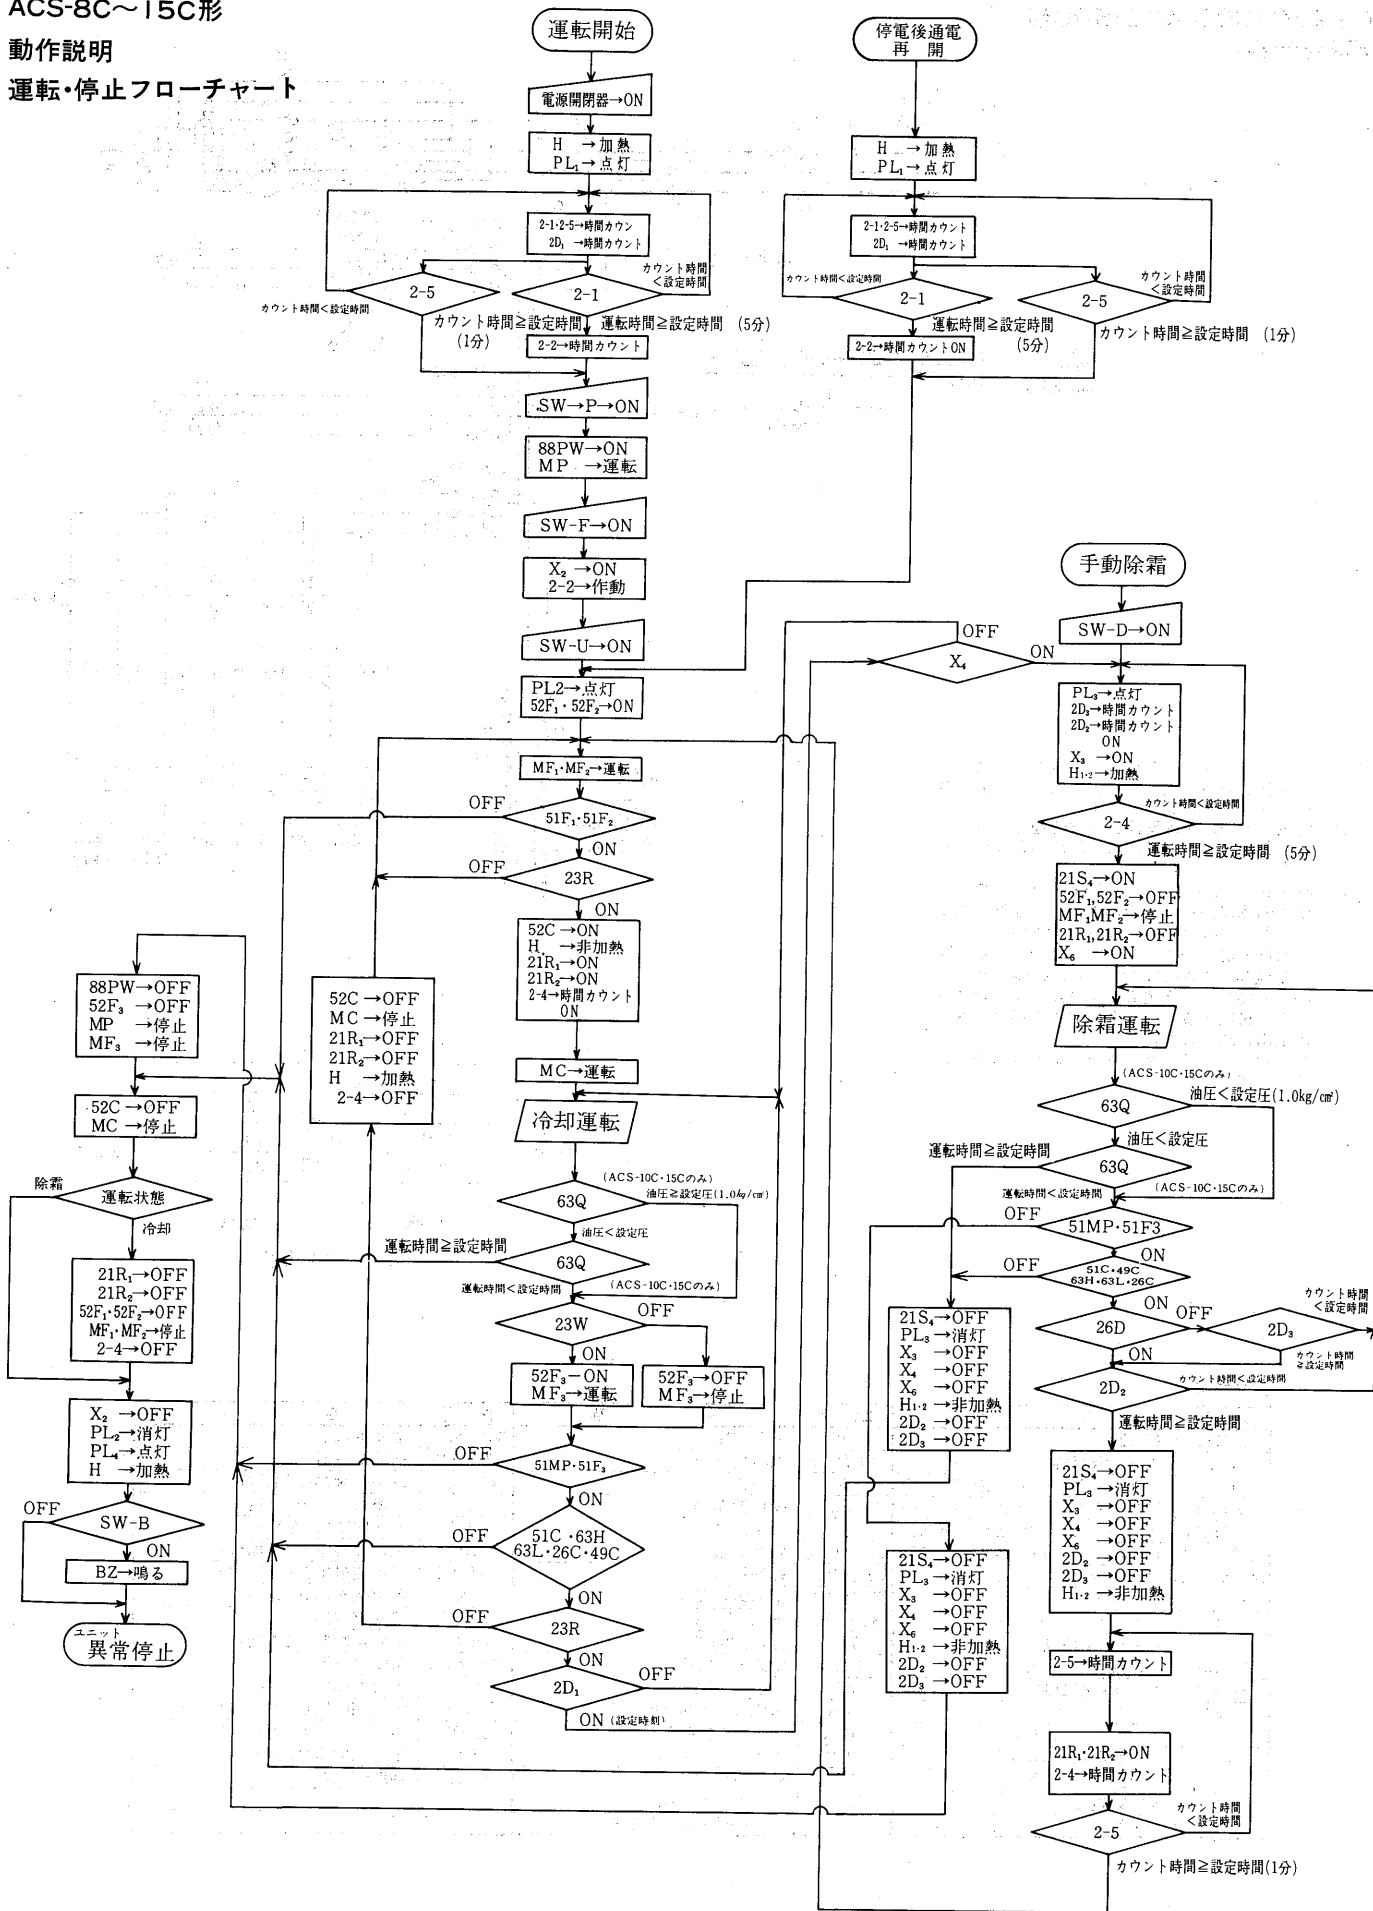 ACS-8C〜15C形
動作説明
運転・停止フローチャート
運転開始
電源開閉器→ON
H →加熱
PL₁→点灯
2-1・2-5→時間カウン
2D₁ →時間カウント
2-5
2-1
カウント時間
<設定時間
カウント時間<設定時間
カウント時間≧設定時間
(1分)
運転時間≧設定時間 (5分)
2-2→時間カウント
SW→P→ON
88PW→ON
MP →運転
SW-F→ON
X₂ →ON
2-2→作動
SW-U→ON
PL2→点灯
52F₁・52F₂→ON
MF₁・MF₂→運転
OFF
51F₁・51F₂
ON
OFF
23R
ON
52C →ON
H →非加熱
21R₁→ON
21R₂→ON
2-4→時間カウント
ON
MC→運転
冷却運転
(ACS-10C・15Cのみ)
63Q
油圧≧設定圧(1.0kg/c㎡)
油圧<設定圧
運転時間≧設定時間
63Q
運転時間<設定時間
(ACS-10C・15Cのみ)
23W
OFF
ON
52F₃-ON
MF₃→運転
52F₃→OFF
MF₃→停止
OFF
51MP・51F₃
ON
OFF
51C・63H
63L・26C・49C
ON
OFF
23R
ON
2D₁
OFF
ON (設定時刻)
52C →OFF
MC →停止
21R₁→OFF
21R₂→OFF
H →加熱
2-4→OFF
88PW→OFF
52F₃ →OFF
MP →停止
MF₃ →停止
52C →OFF
MC →停止
除霜
運転状態
冷却
21R₁→OFF
21R₂→OFF
52F₁・52F₂→OFF
MF₁・MF₂→停止
2-4→OFF
X₂ →OFF
PL₂→消灯
PL₄→点灯
H →加熱
OFF
SW-B
ON
BZ→鳴る
ユニット
異常停止
停電後通電
再 開
H →加熱
PL₁→点灯
2-1・2-5→時間カウント
2D₁ →時間カウント
カウント時間<設定時間
2-1
2-5
カウント時間
<設定時間
運転時間≧設定時間
(5分)
カウント時間≧設定時間 (1分)
2-2→時間カウントON
OFF
X₄
ON
手動除霜
SW-D→ON
PL₃→点灯
2D₃→時間カウント
2D₂→時間カウント
ON
X₃ →ON
H₁・₂→加熱
カウント時間<設定時間
2-4
運転時間≧設定時間 (5分)
21S₄→ON
52F₁,52F₂→OFF
MF₁,MF₂→停止
21R₁,21R₂→OFF
X₆ →ON
除霜運転
(ACS-10C・15Cのみ)
63Q
油圧<設定圧(1.0kg/c㎡)
油圧<設定圧
運転時間≧設定時間
63Q
運転時間<設定時間
(ACS-10C・15Cのみ)
OFF
51MP・51F3
ON
OFF
51C・49C
63H・63L・26C
ON
26D
OFF
2D₃
カウント時間
<設定時間
ON
カウント時間
≧設定時間
2D₂
カウント時間<設定時間
運転時間≧設定時間
21S₄→OFF
PL₃→消灯
X₃ →OFF
X₄ →OFF
X₆ →OFF
H₁・₂→非加熱
2D₂ →OFF
2D₃ →OFF
21S₄→OFF
PL₃→消灯
X₃ →OFF
X₄ →OFF
X₆ →OFF
H₁・₂→非加熱
2D₂ →OFF
2D₃ →OFF
21S₄→OFF
PL₃→消灯
X₃ →OFF
X₄ →OFF
X₆ →OFF
2D₂ →OFF
2D₃ →OFF
H₁・₂→非加熱
2-5→時間カウント
21R₁・21R₂→ON
2-4→時間カウント
2-5
カウント時間
<設定時間
カウント時間≧設定時間(1分)